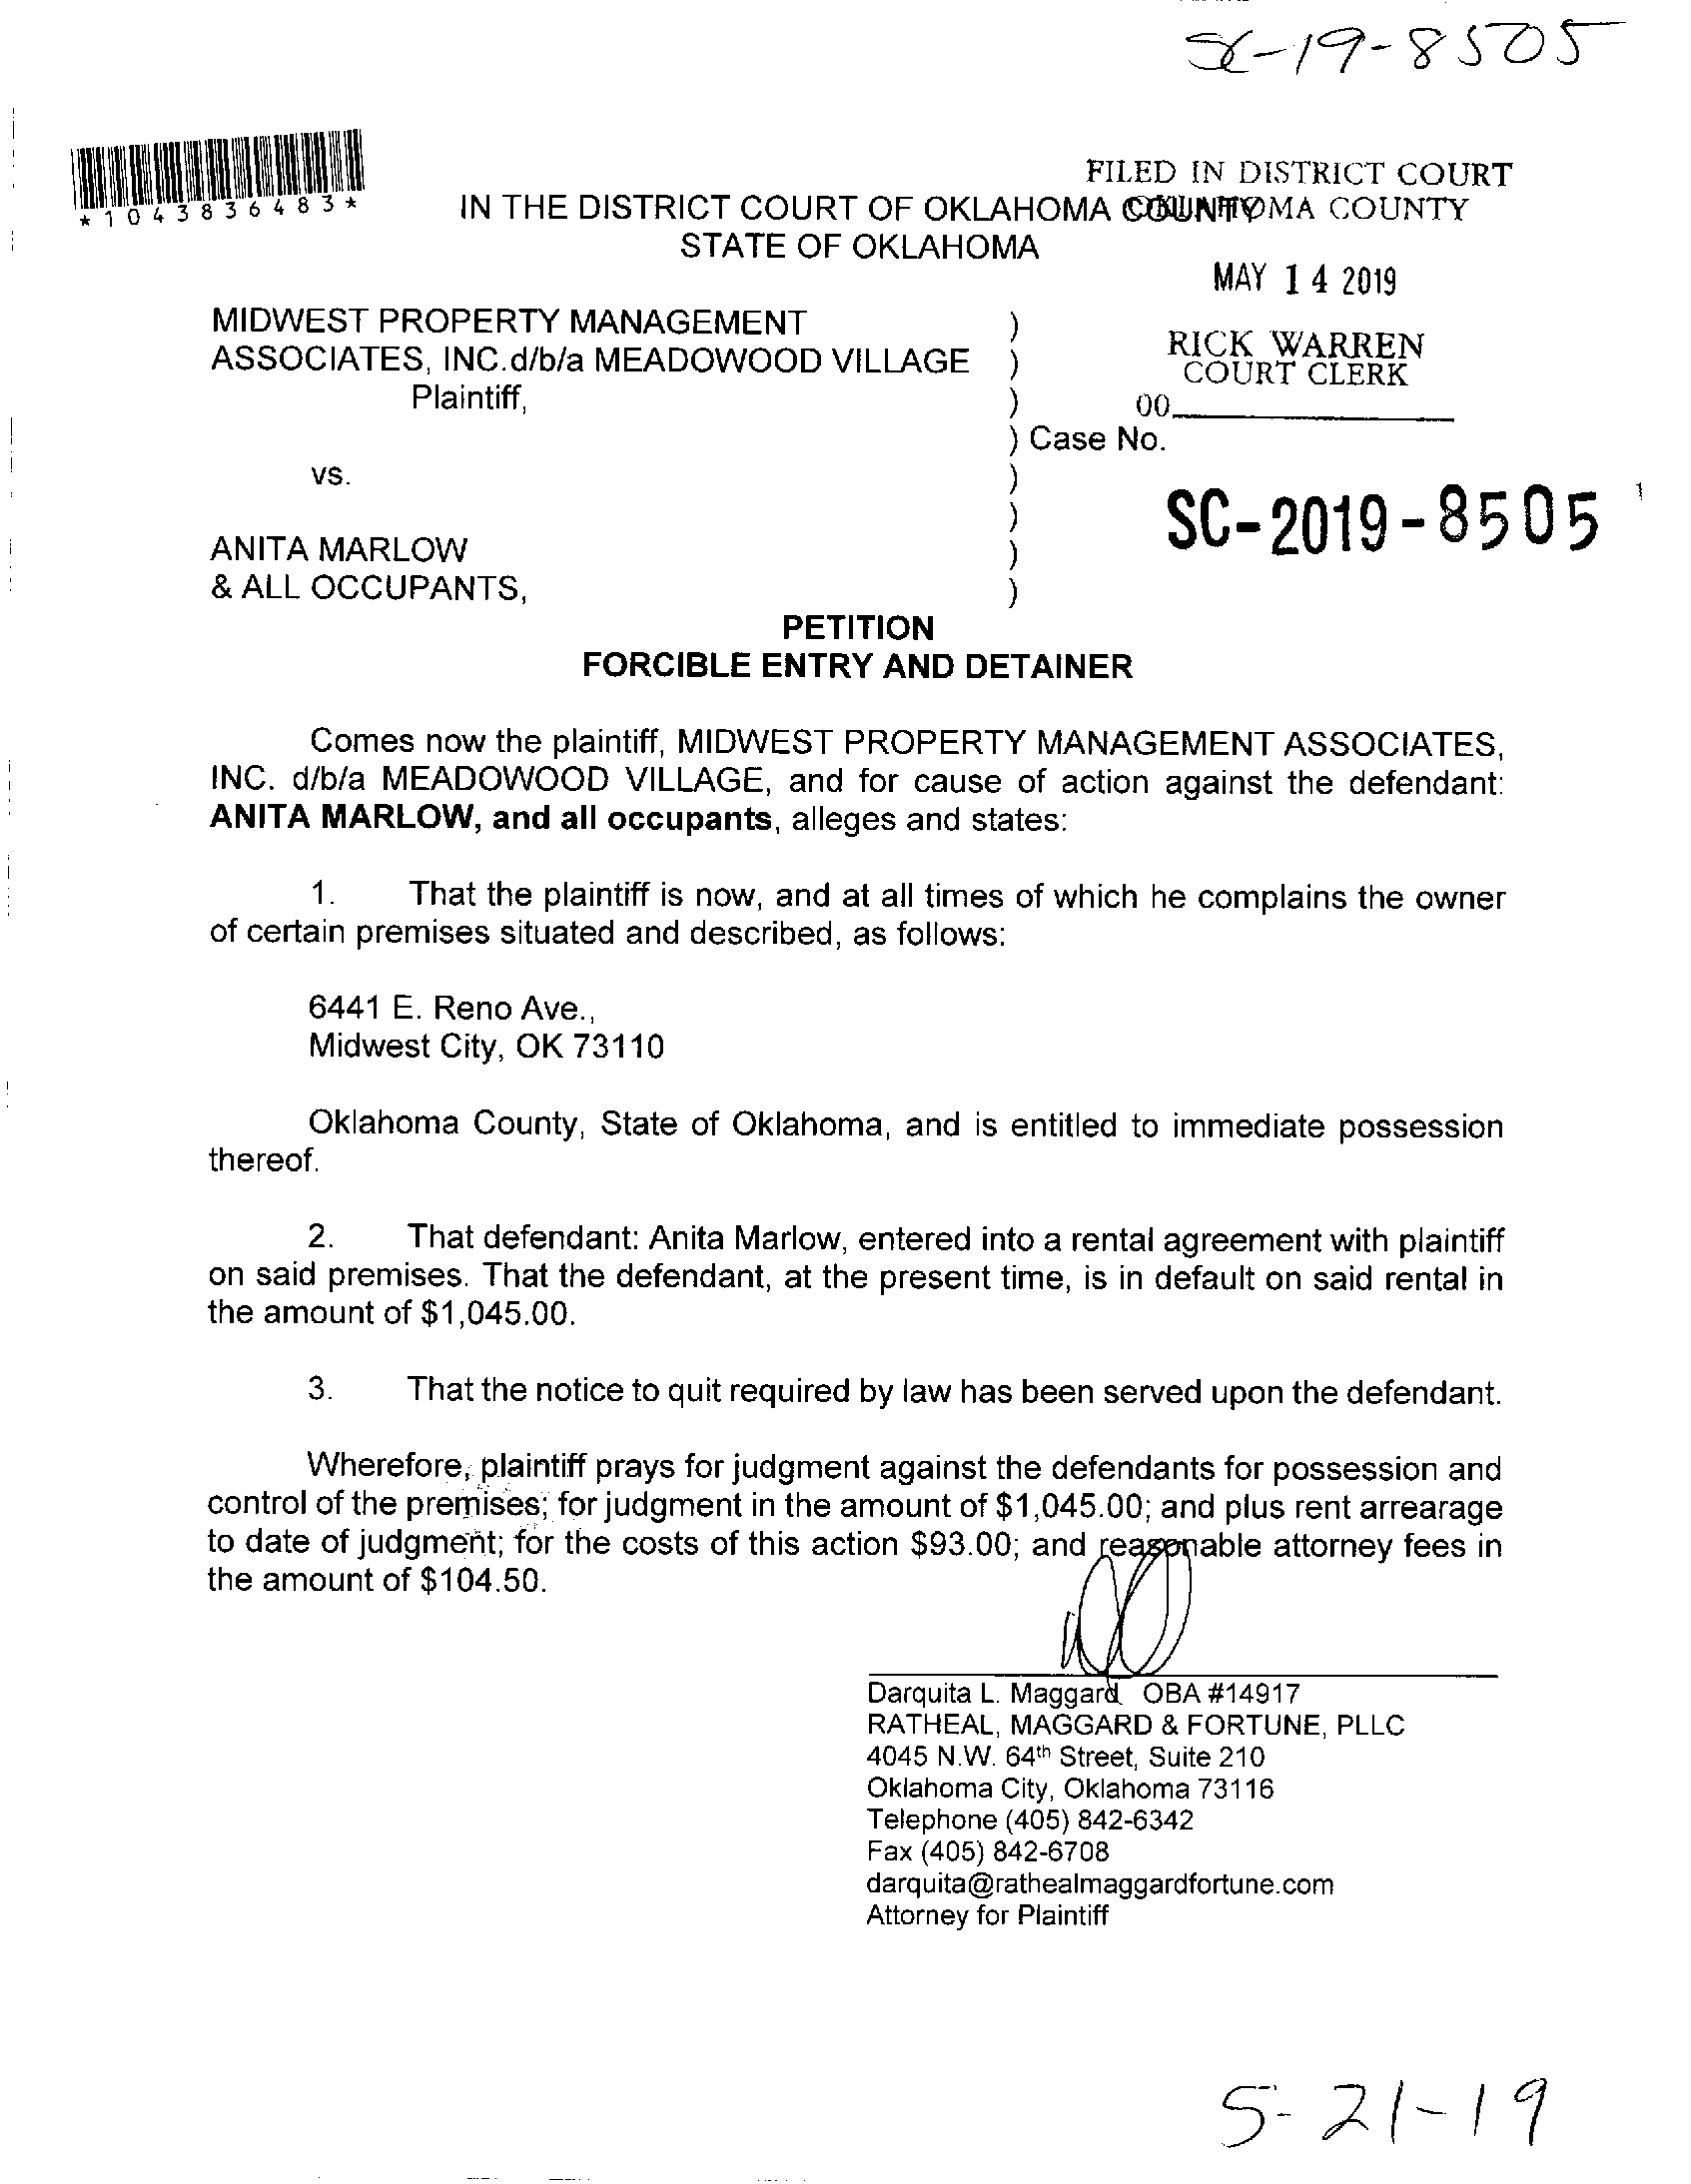 SC-19-8505
*1043836483*
FILED IN DISTRICT COURT
IN THE DISTRICT COURT OF OKLAHOMA COUNTY
OKLAHOMA COUNTY
STATE OF OKLAHOMA
MAY 14 2019
MIDWEST PROPERTY MANAGEMENT )
ASSOCIATES, INC.d/b/a MEADOWOOD VILLAGE )
RICK WARREN
COURT CLERK
Plaintiff, )
00
) Case No.
vs. )
)
SC-2019-8505
ANITA MARLOW )
& ALL OCCUPANTS, )
PETITION
FORCIBLE ENTRY AND DETAINER
Comes now the plaintiff, MIDWEST PROPERTY MANAGEMENT ASSOCIATES,
INC. d/b/a MEADOWOOD VILLAGE, and for cause of action against the defendant:
ANITA MARLOW, and all occupants, alleges and states:
1. That the plaintiff is now, and at all times of which he complains the owner
of certain premises situated and described, as follows:
6441 E. Reno Ave.,
Midwest City, OK 73110
Oklahoma County, State of Oklahoma, and is entitled to immediate possession
thereof.
2. That defendant: Anita Marlow, entered into a rental agreement with plaintiff
on said premises. That the defendant, at the present time, is in default on said rental in
the amount of $1,045.00.
3. That the notice to quit required by law has been served upon the defendant.
Wherefore, plaintiff prays for judgment against the defendants for possession and
control of the premises; for judgment in the amount of $1,045.00; and plus rent arrearage
to date of judgment; for the costs of this action $93.00; and reasonable attorney fees in
the amount of $104.50.
Darquita L. Maggard OBA #14917
RATHEAL, MAGGARD & FORTUNE, PLLC
4045 N.W. 64th Street, Suite 210
Oklahoma City, Oklahoma 73116
Telephone (405) 842-6342
Fax (405) 842-6708
darquita@rathealmaggardfortune.com
Attorney for Plaintiff
5-21-19